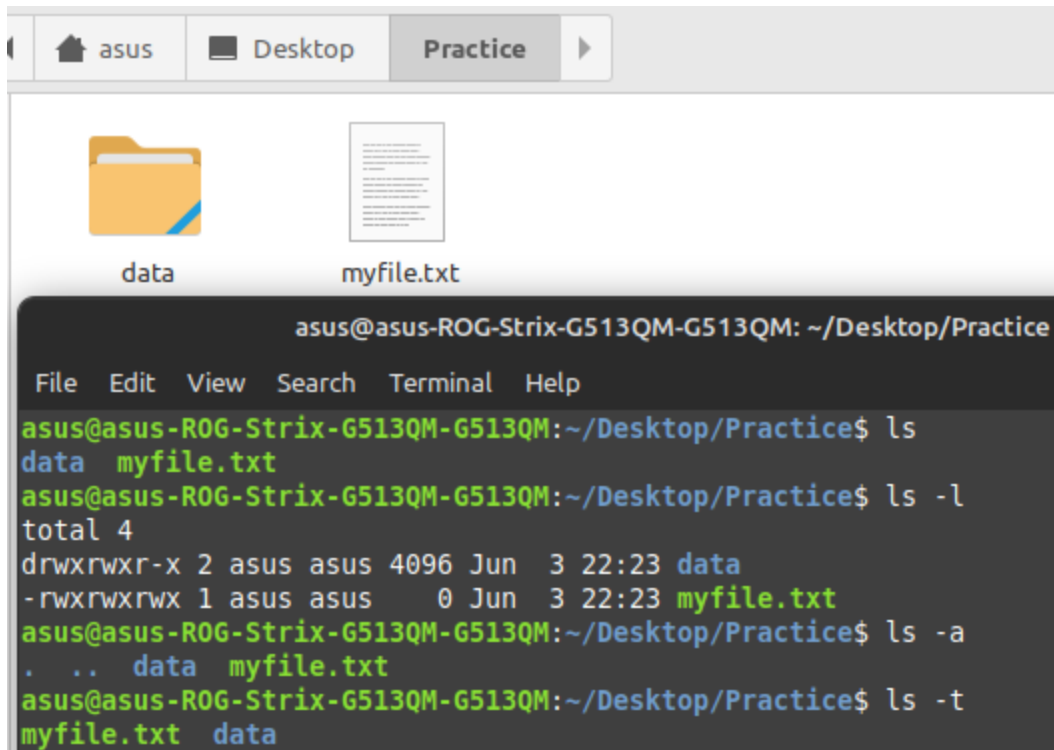 asus Desktop Practice
data myfile.txt
asus@asus-ROG-Strix-G513QM-G513QM: ~/Desktop/Practice
File Edit View Search Terminal Help
asus@asus-ROG-Strix-G513QM-G513QM:~/Desktop/Practice$ ls
data  myfile.txt
asus@asus-ROG-Strix-G513QM-G513QM:~/Desktop/Practice$ ls -l
total 4
drwxrwxr-x 2 asus asus 4096 Jun  3 22:23 data
-rwxrwxrwx 1 asus asus    0 Jun  3 22:23 myfile.txt
asus@asus-ROG-Strix-G513QM-G513QM:~/Desktop/Practice$ ls -a
.  ..  data  myfile.txt
asus@asus-ROG-Strix-G513QM-G513QM:~/Desktop/Practice$ ls -t
myfile.txt  data